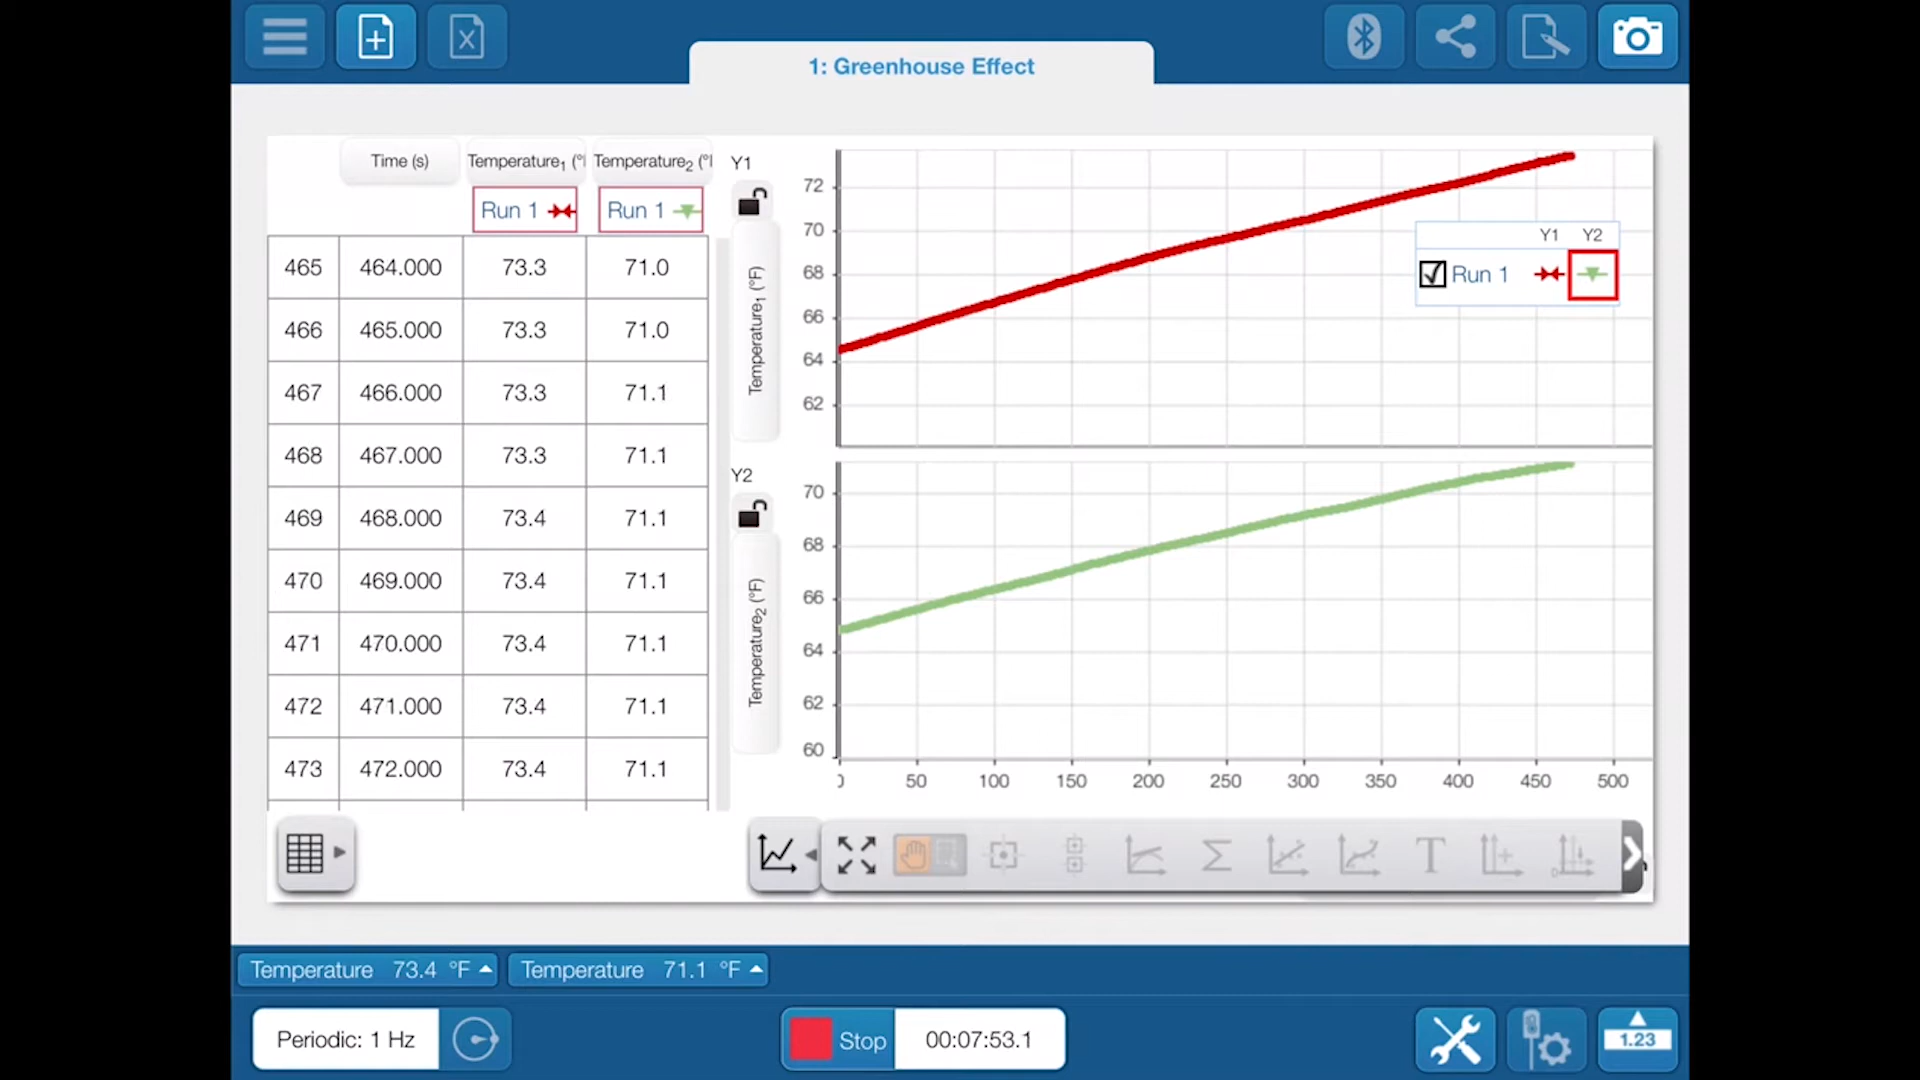 1: Greenhouse Effect
Time (s) Temperature1 (° Temperature2 (°
Run 1 Run 1
465 464.000 73.3 71.0
466 465.000 73.3 71.0
467 466.000 73.3 71.1
468 467.000 73.3 71.1
469 468.000 73.4 71.1
470 469.000 73.4 71.1
471 470.000 73.4 71.1
472 471.000 73.4 71.1
473 472.000 73.4 71.1
Y1
Temperature1 (°F)
72
70
68
66
64
62
Y1 Y2
Run 1
Y2
Temperature2 (°F)
70
68
66
64
62
60
50 100 150 200 250 300 350 400 450 500
Σ T
Temperature 73.4 °F Temperature 71.1 °F
Periodic: 1 Hz
Stop 00:07:53.1
1.23